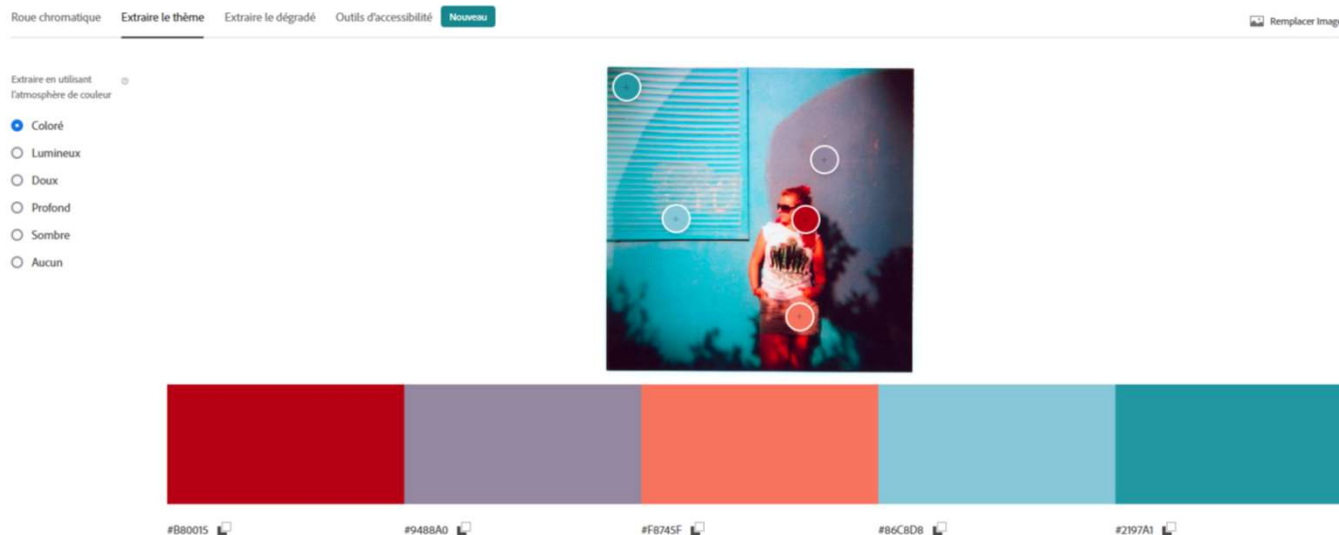 Roue chromatique Extraire le thème Extraire le dégradé Outils d'accessibilité Nouveau
Remplacer Image
Extraire en utilisant
l'atmosphère de couleur
Coloré
Lumineux
Doux
Profond
Sombre
Aucun
#B80015 #9488A0 #F8745F #86C8D8 #2197A1